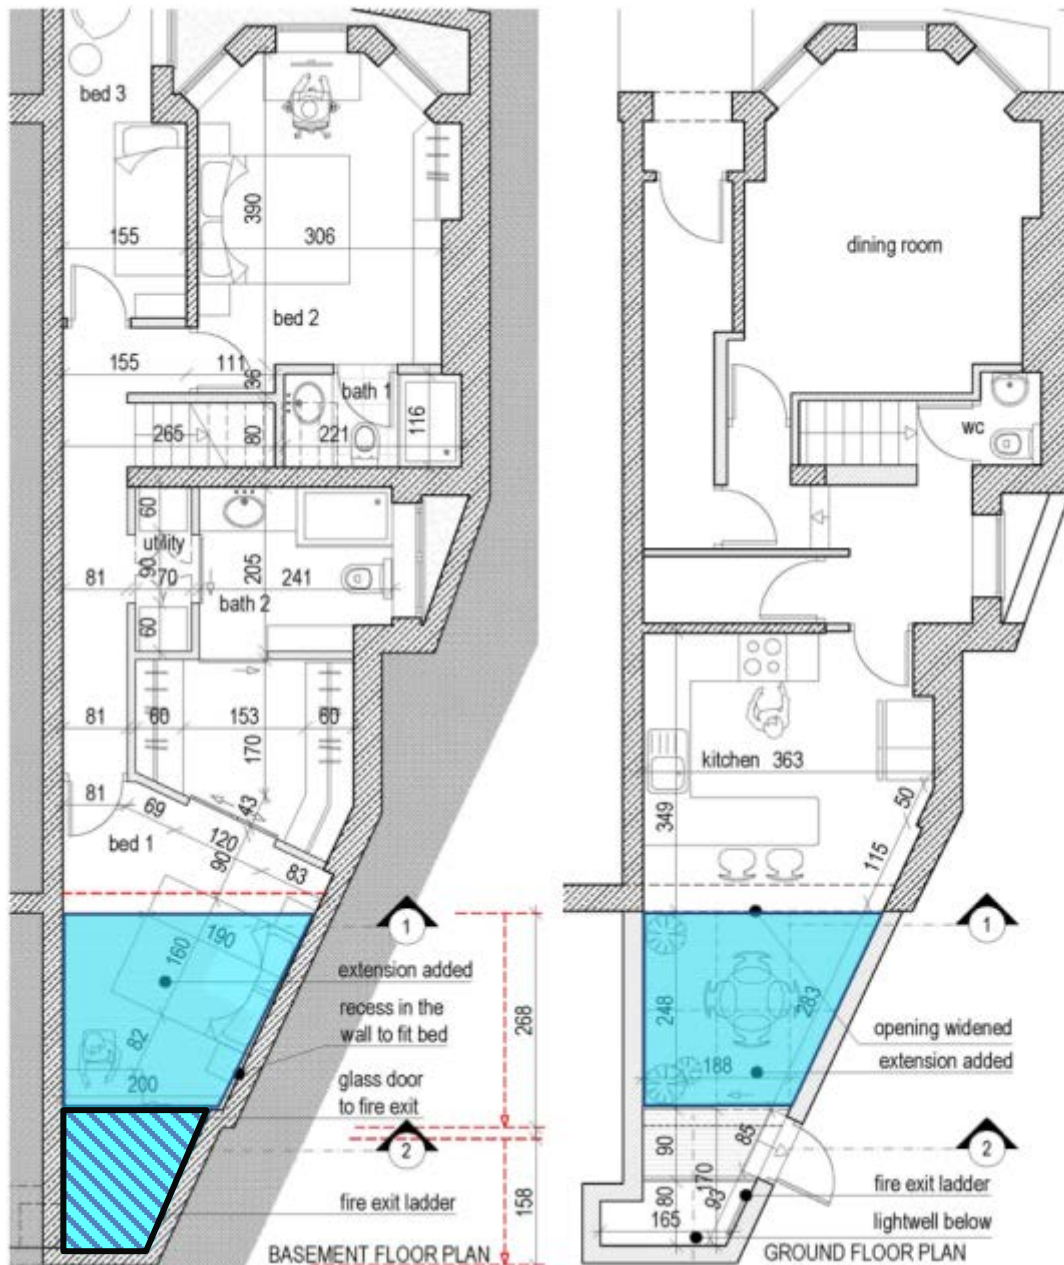 bed 3
390
155
306
bed 2
155
111
36
bath 1
116
265
80
221
60
utility
90
81
70
205
241
bath 2
60
81
60
153
60
170
81
69
43
120
bed 1
90
83
1
190
160
extension added
recess in the
wall to fit bed
268
82
200
glass door
to fire exit
2
fire exit ladder
158
BASEMENT FLOOR PLAN
dining room
wc
kitchen 363
50
349
115
1
248
283
opening widened
188
extension added
85
2
90
170
80
93
fire exit ladder
165
lightwell below
GROUND FLOOR PLAN